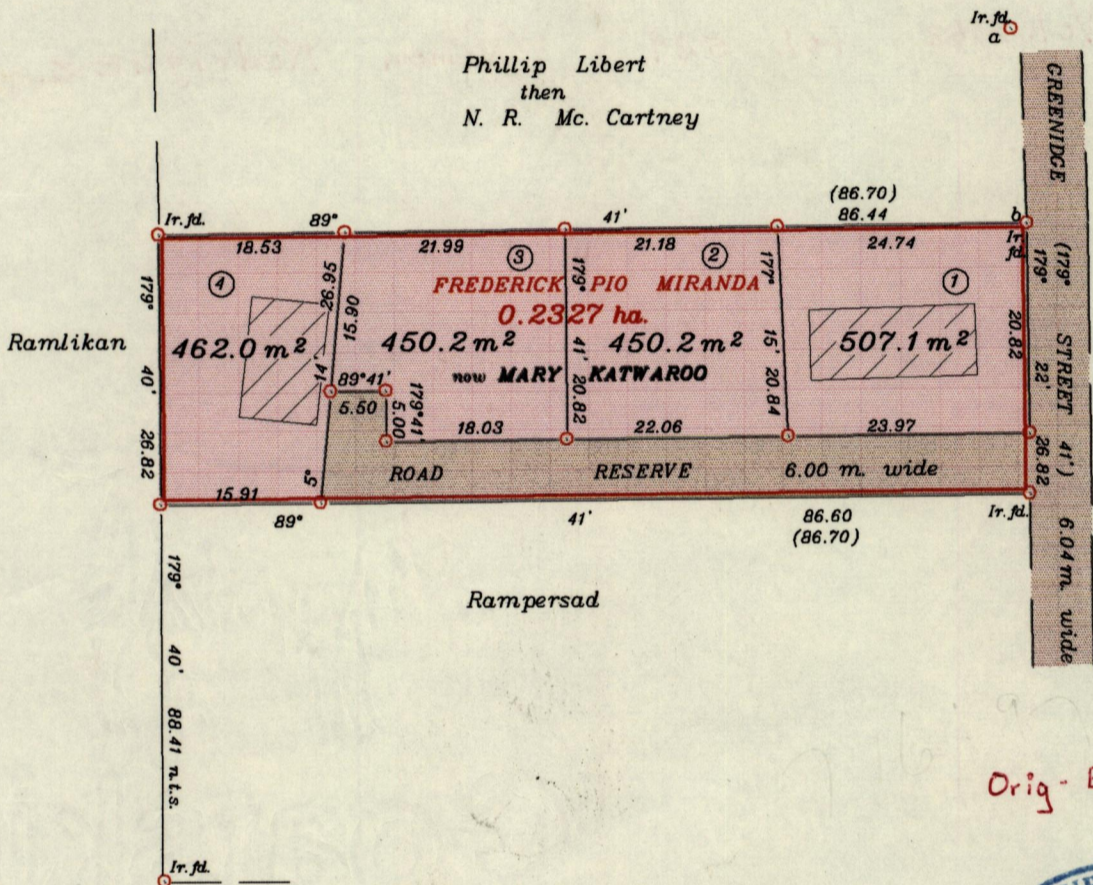 Ir. fd.
a
Phillip Libert
then
N. R. Mc. Cartney
GREENIDGE STREET
(179° 41') 6.04 m. wide
(86.70)
Ir. fd. 89° 41' 86.44 b
18.53 21.99 21.18 24.74 Ir. fd.
④ ③ ② ①
FREDERICK PIO MIRANDA
0.2327 ha.
179° 40' 26.82
26.95
15.90
14'
5°
179° 41' 20.82
177° 15' 20.84
179° 22' 20.82
26.82
Ramlikan
462.0 m² 450.2 m² 450.2 m² 507.1 m²
now MARY KATWAROO
89°41'
5.50
179°41'
5.00
18.03 22.06 23.97
ROAD RESERVE 6.00 m. wide
15.91
89° 41' 86.60 Ir. fd.
(86.70)
Rampersad
179° 40' 88.41 n.t.s.
Orig -
Ir. fd.